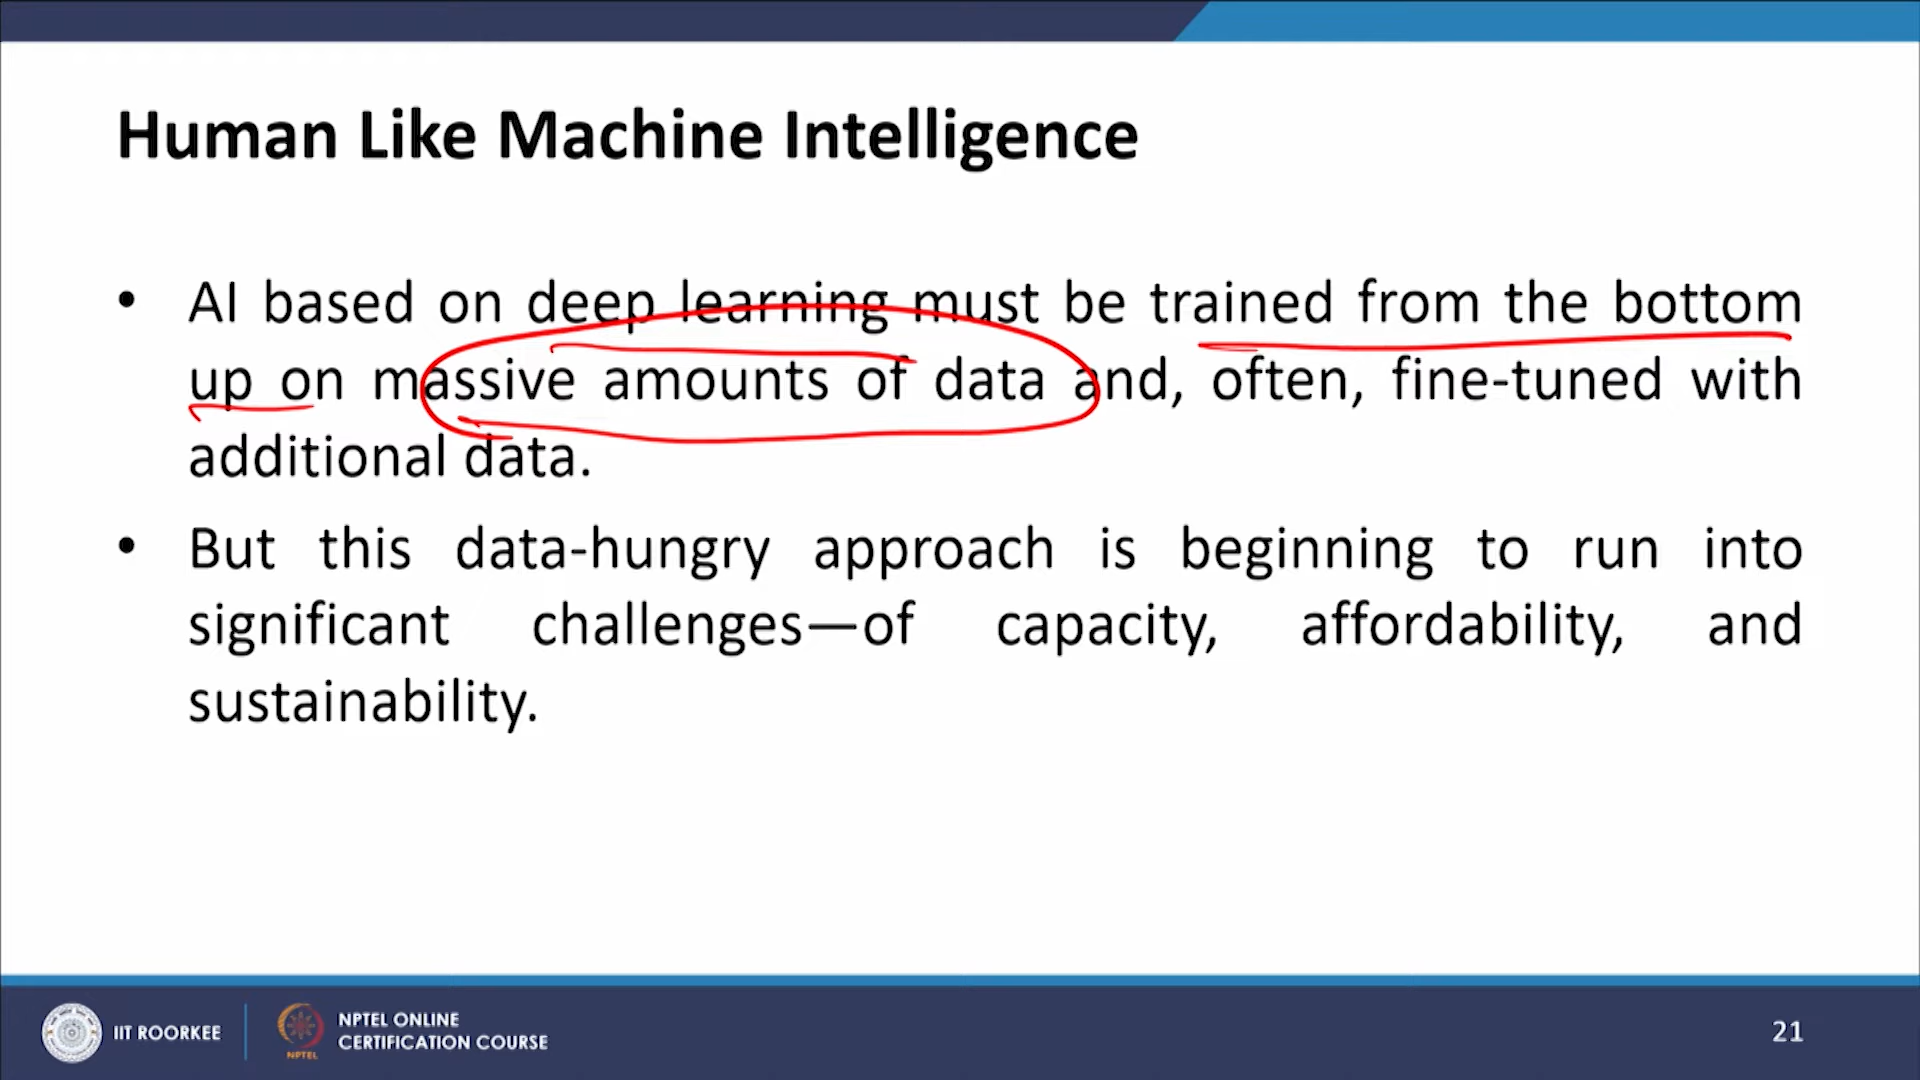 Human Like Machine Intelligence
• AI based on deep learning must be trained from the bottom
up on massive amounts of data and, often, fine-tuned with
additional data.
• But this data-hungry approach is beginning to run into
significant challenges—of capacity, affordability, and
sustainability.
IIT ROORKEE
NPTEL
NPTEL ONLINE
CERTIFICATION COURSE
21